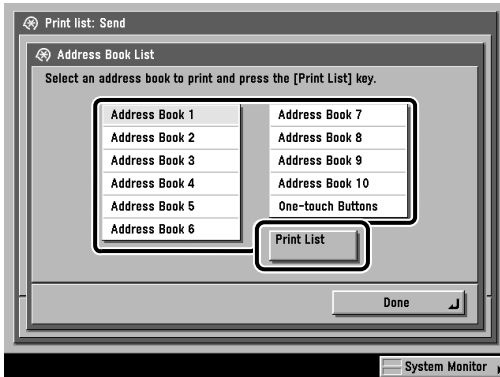 Print list: Send
Address Book List
Select an address book to print and press the [Print List] key.
Address Book 1
Address Book 2
Address Book 3
Address Book 4
Address Book 5
Address Book 6
Address Book 7
Address Book 8
Address Book 9
Address Book 10
One-touch Buttons
Print List
Done
System Monitor